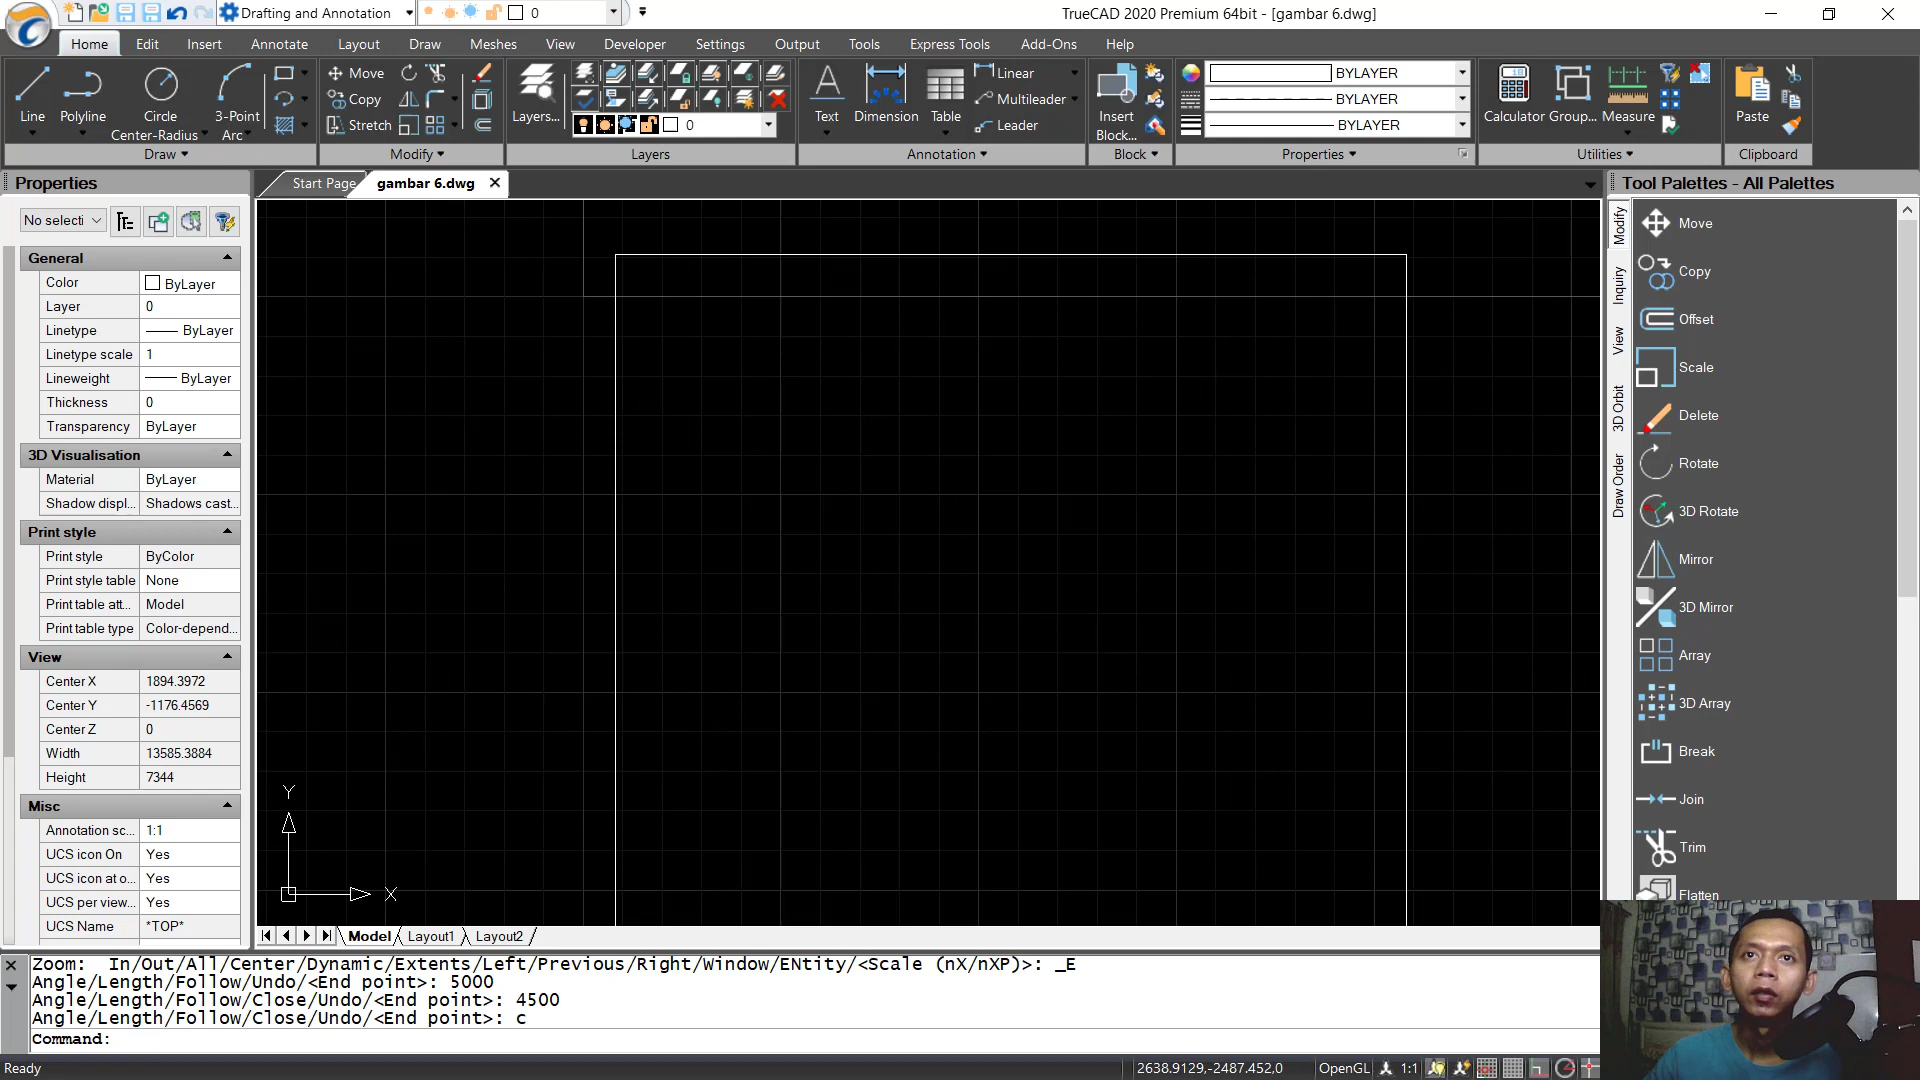 Drafting and Annotation
0
TrueCAD 2020 Premium 64bit - [gambar 6.dwg]
Home Edit Insert Annotate Layout Draw Meshes View Developer Settings Output Tools Express Tools Add-Ons Help
Line
Polyline
Circle
Center-Radius
3-Point
Arc
Draw
Move
Copy
Stretch
Modify
Layers...
0
Layers
Text
Dimension
Table
Linear
Multileader
Leader
Annotation
Insert
Block...
Block
BYLAYER
BYLAYER
BYLAYER
Properties
Calculator
Group...
Measure
Utilities
Paste
Clipboard
Properties
Start Page
gambar 6.dwg
Tool Palettes - All Palettes
No selecti
General
Color ByLayer
Layer 0
Linetype ByLayer
Linetype scale 1
Lineweight ByLayer
Thickness 0
Transparency ByLayer
3D Visualisation
Material ByLayer
Shadow displ... Shadows cast...
Print style
Print style ByColor
Print style table None
Print table att... Model
Print table type Color-depend...
View
Center X 1894.3972
Center Y -1176.4569
Center Z 0
Width 13585.3884
Height 7344
Misc
Annotation sc... 1:1
UCS icon On Yes
UCS icon at o... Yes
UCS per view... Yes
UCS Name *TOP*
Y
X
Model Layout1 Layout2
Modify
Inquiry
View
3D Orbit
Draw Order
Move
Copy
Offset
Scale
Delete
Rotate
3D Rotate
Mirror
3D Mirror
Array
3D Array
Break
Join
Trim
Flatten
Zoom:  In/Out/All/Center/Dynamic/Extents/Left/Previous/Right/Window/ENtity/<Scale (nX/nXP)>: _E
Angle/Length/Follow/Undo/<End point>: 5000
Angle/Length/Follow/Close/Undo/<End point>: 4500
Angle/Length/Follow/Close/Undo/<End point>: c
Command:
Ready
2638.9129,-2487.452,0
OpenGL
1:1